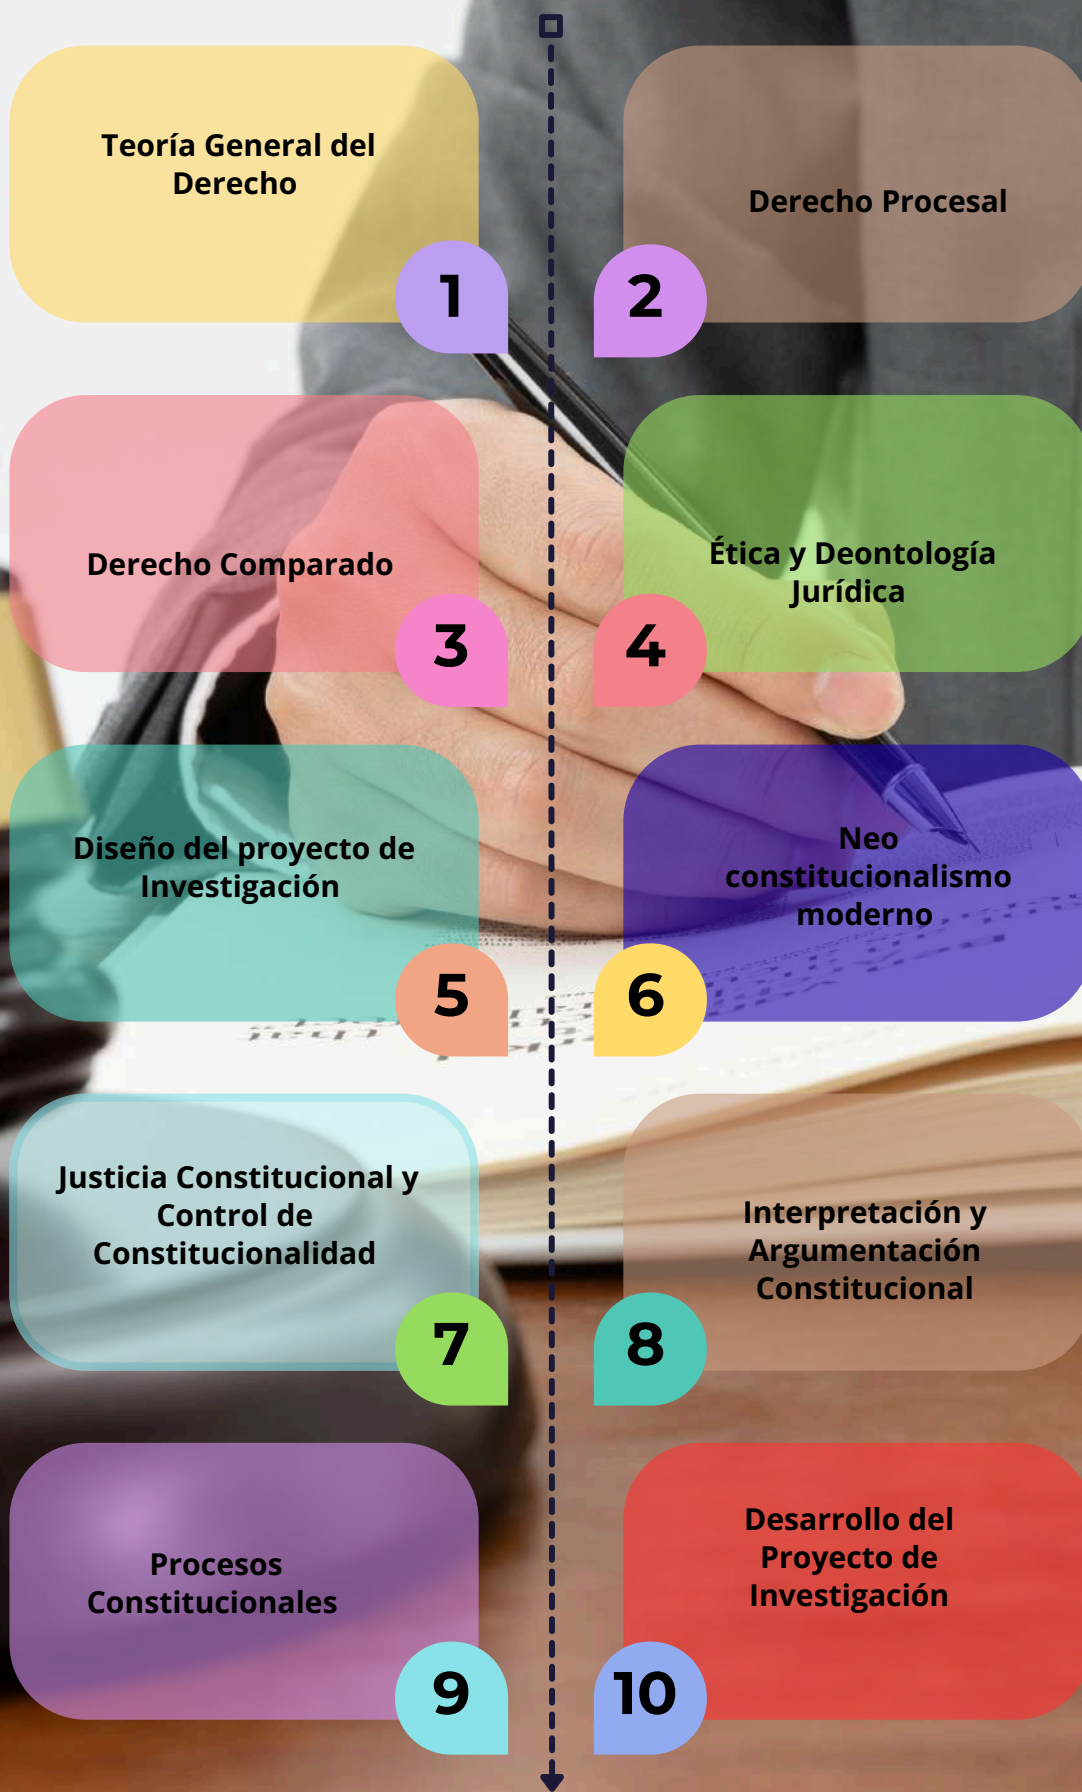 Teoría General del
Derecho
1
Derecho Procesal
2
Derecho Comparado
3
Ética y Deontología
Jurídica
4
Diseño del proyecto de
Investigación
5
Neo
constitucionalismo
moderno
6
Justicia Constitucional y
Control de
Constitucionalidad
7
Interpretación y
Argumentación
Constitucional
8
Procesos
Constitucionales
9
Desarrollo del
Proyecto de
Investigación
10